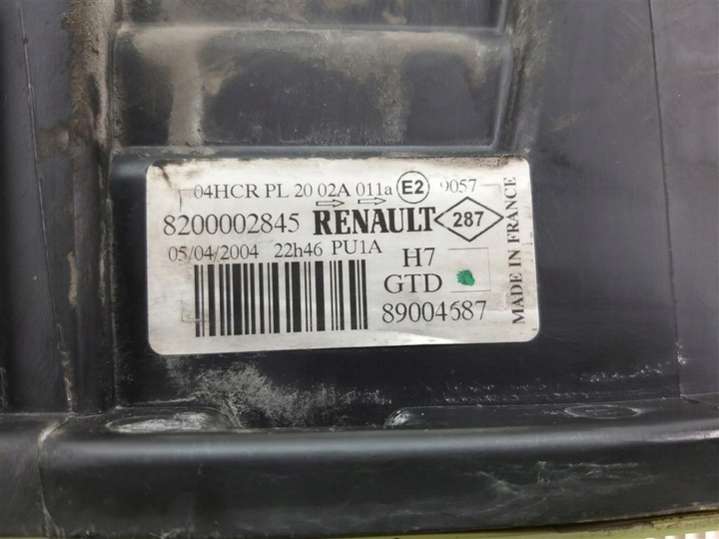 04HCR PL 20 02A 011a E2 9057
8200002845 RENAULT 287
05/04/2004 22h46 PU1A H7
GTD
89004687
MADE IN FRANCE